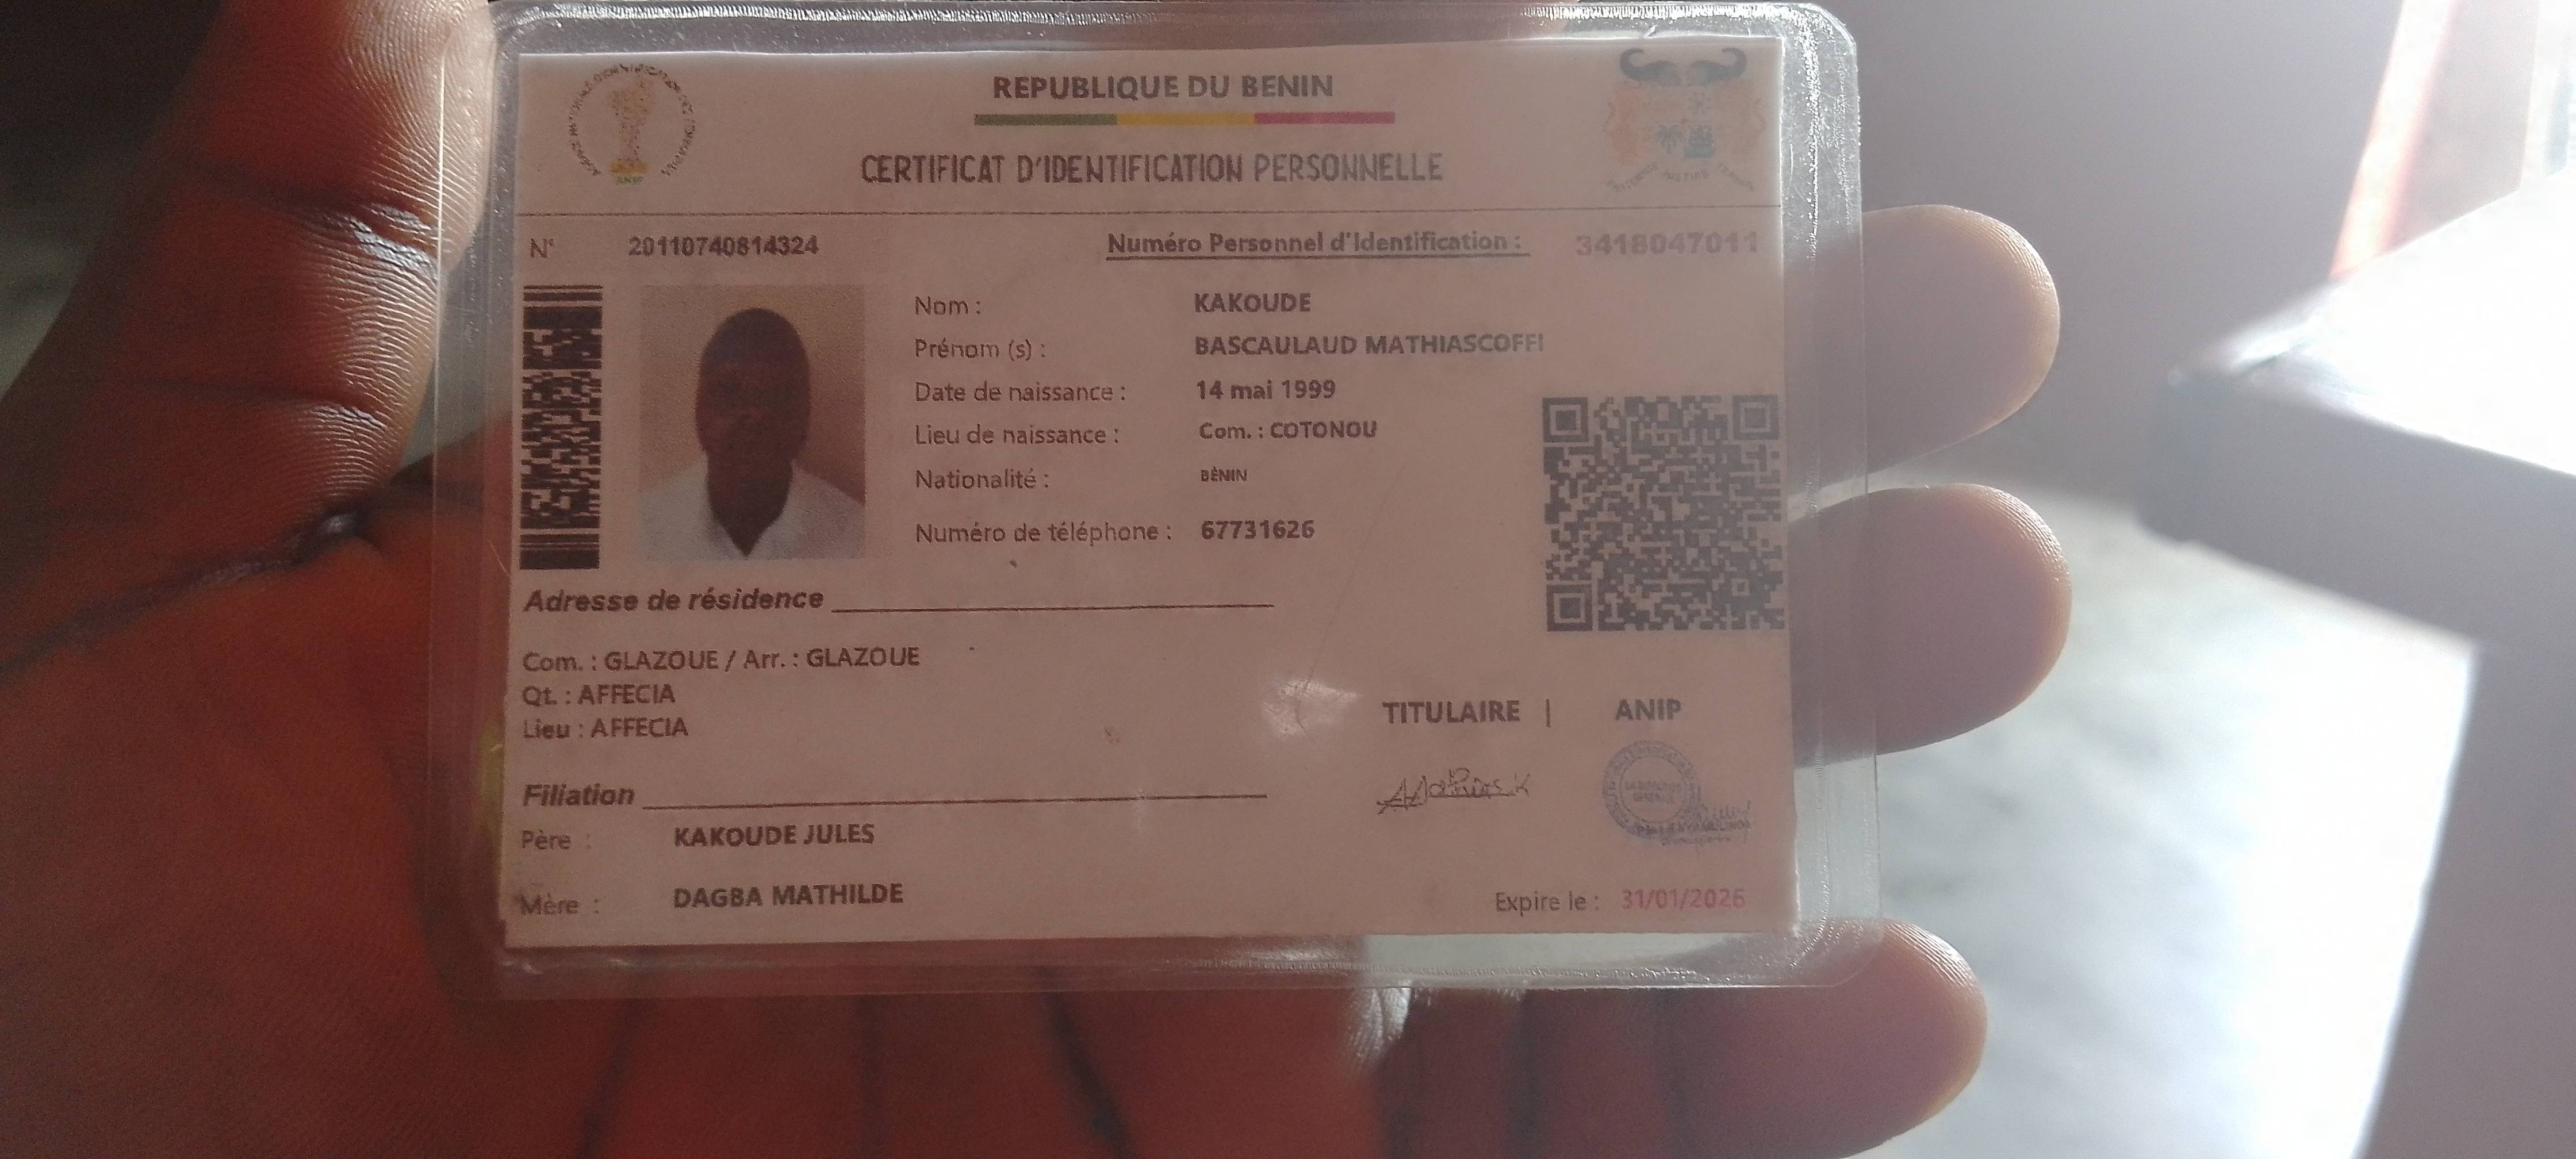 REPUBLIQUE DU BENIN
CERTIFICAT D'IDENTIFICATION PERSONNELLE
ANIP
JUSTICE
N° 20110740814324 Numéro Personnel d'Identification : 3418047011
Nom : KAKOUDE
Prénom (s) : BASCAULAUD MATHIASCOFFI
Date de naissance : 14 mai 1999
Lieu de naissance : Com. : COTONOU
Nationalité : BÉNIN
Numéro de téléphone : 67731626
Adresse de résidence
Com. : GLAZOUE / Arr. : GLAZOUE
Qt. : AFFECIA
Lieu : AFFECIA
TITULAIRE | ANIP
Filiation
Père : KAKOUDE JULES
Mère : DAGBA MATHILDE
Expire le : 31/01/2026